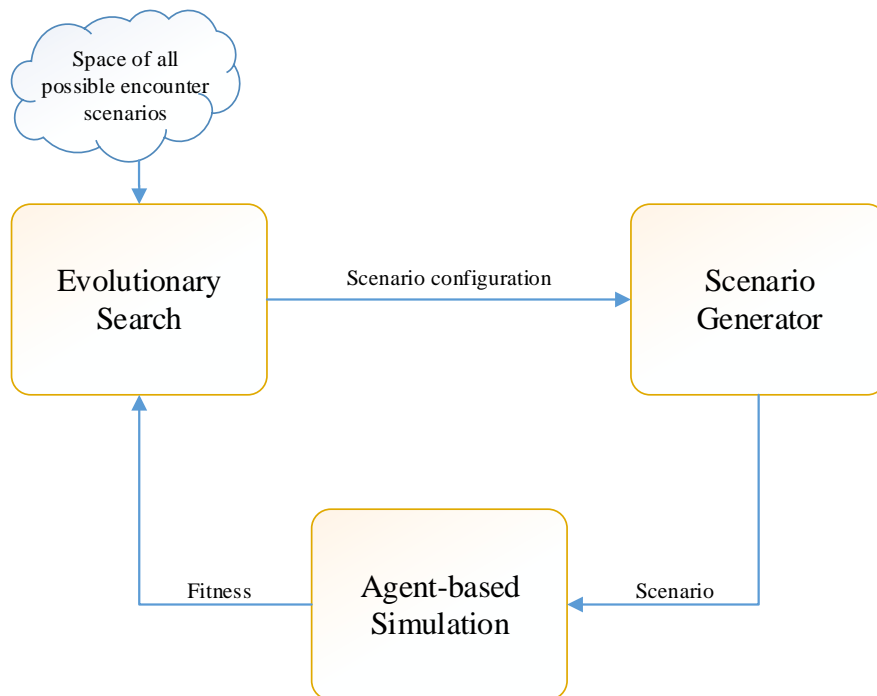 Space of all
possible encounter
scenarios
Evolutionary
Search
Scenario configuration
Scenario
Generator
Fitness
Agent-based
Simulation
Scenario